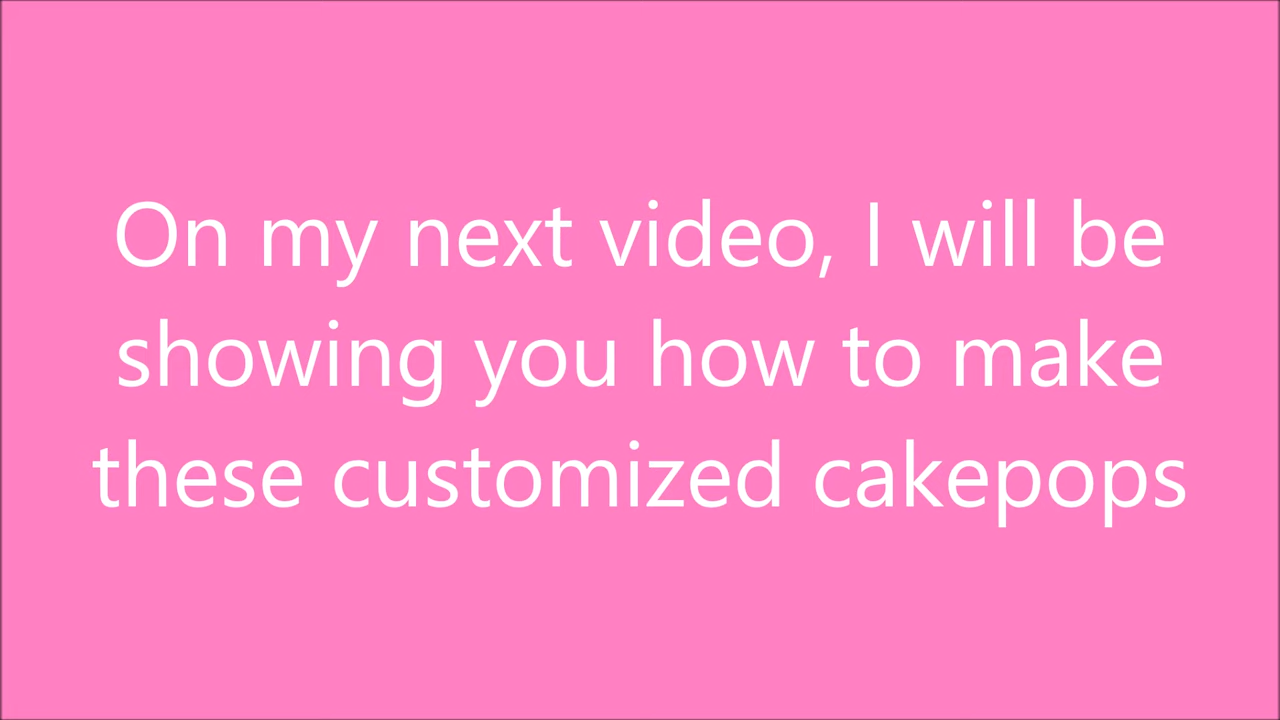 On my next video, I will be
showing you how to make
these customized cakepops